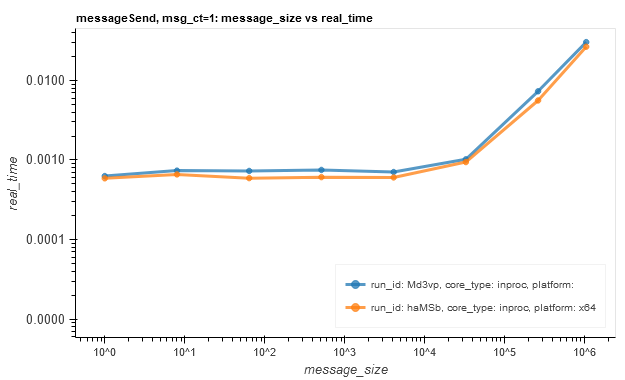 messageSend, msg_ct=1: message_size vs real_time
0.0100
0.0010
0.0001
0.0000
real_time
run_id: Md3vp, core_type: inproc, platform:
run_id: haMSb, core_type: inproc, platform: x64
10^0 10^1 10^2 10^3 10^4 10^5 10^6
message_size